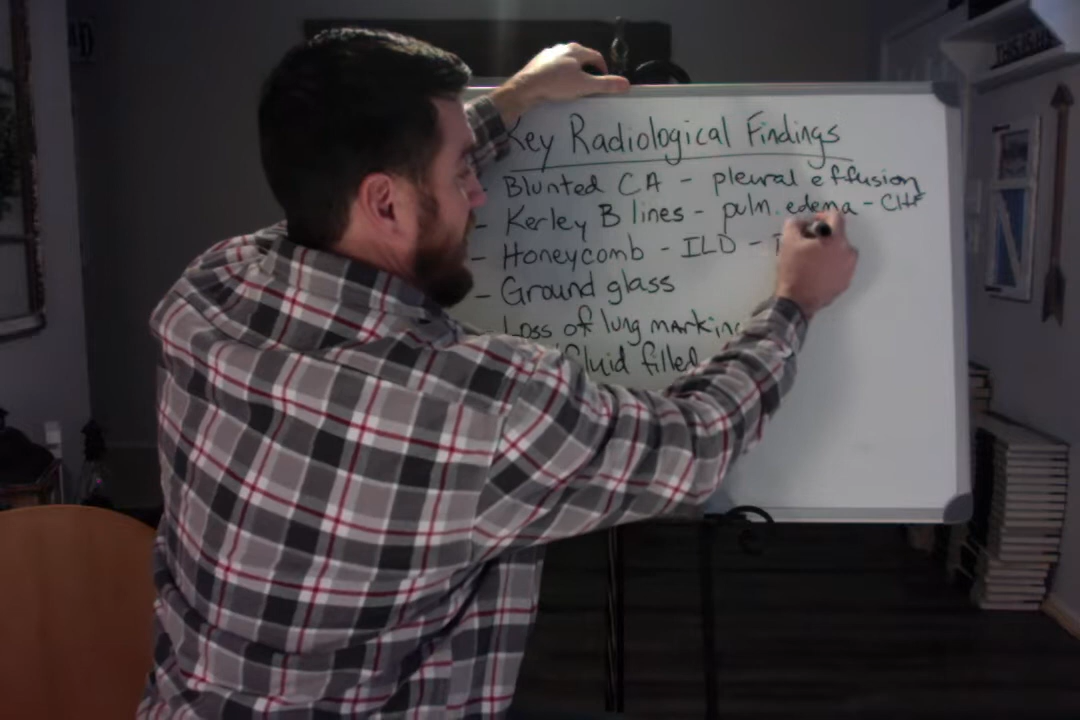 Key Radiological Findings
Blunted CA - pleural effusion
- Kerley B lines - pulm. edema - CHF
- Honeycomb - ILD -
- Ground glass
- Loss of lung
fluid filled